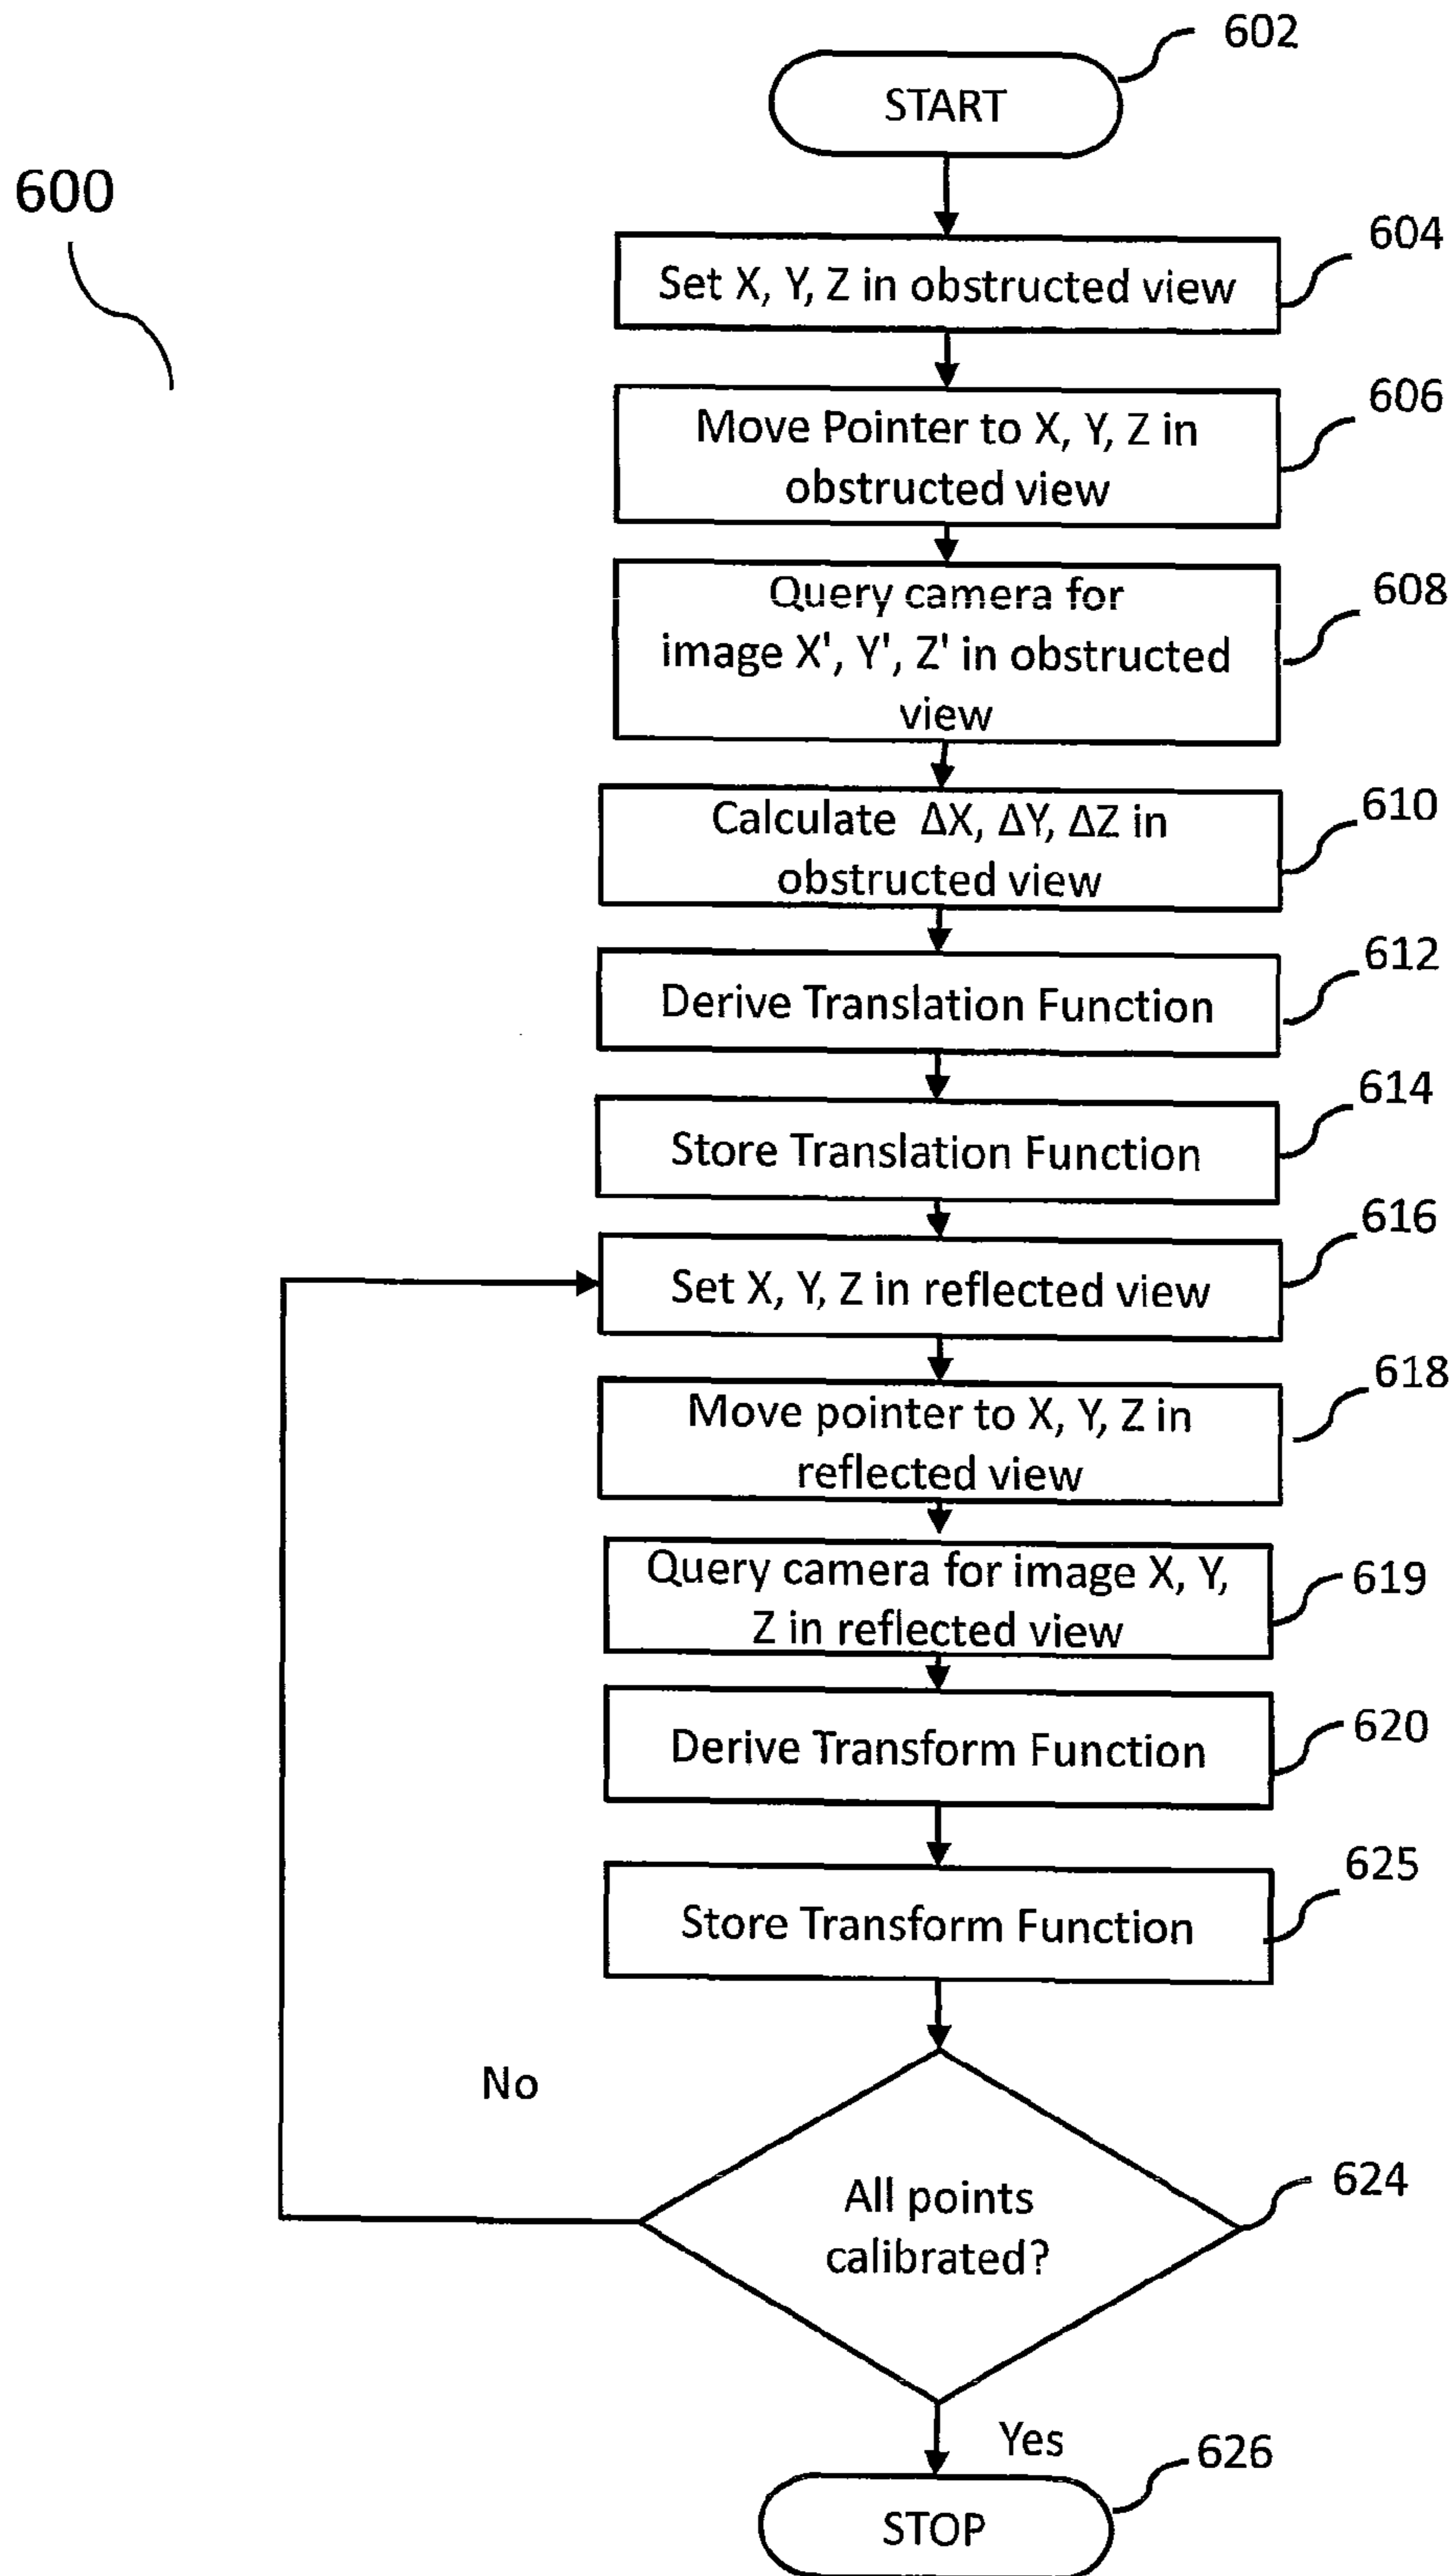 602
START
600
604
Set X, Y, Z in obstructed view
606
Move Pointer to X, Y, Z in
obstructed view
608
Query camera for
image X', Y', Z' in obstructed
view
610
Calculate ΔX, ΔY, ΔZ in
obstructed view
612
Derive Translation Function
614
Store Translation Function
616
Set X, Y, Z in reflected view
618
Move pointer to X, Y, Z in
reflected view
619
Query camera for image X, Y,
Z in reflected view
620
Derive Transform Function
625
Store Transform Function
No
624
All points
calibrated?
Yes
626
STOP